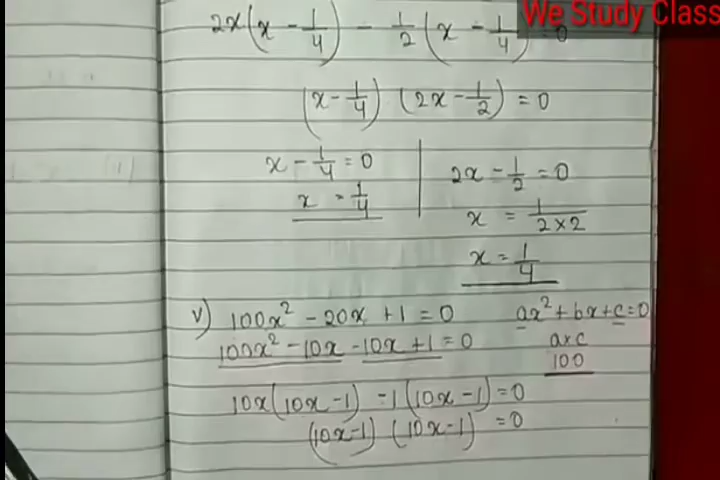 We Study Class
2x(x - 1/4) - 1/2 (x - 1/4) = 0
(x - 1/4) (2x - 1/2) = 0
x - 1/4 = 0
x = 1/4
2x - 1/2 = 0
x = 1/2×2
x = 1/4
v) 100x² - 20x + 1 = 0
ax² + bx + c = 0
100x² - 10x - 10x + 1 = 0
a×c
100
10x(10x - 1) - 1(10x - 1) = 0
(10x-1) (10x-1) = 0